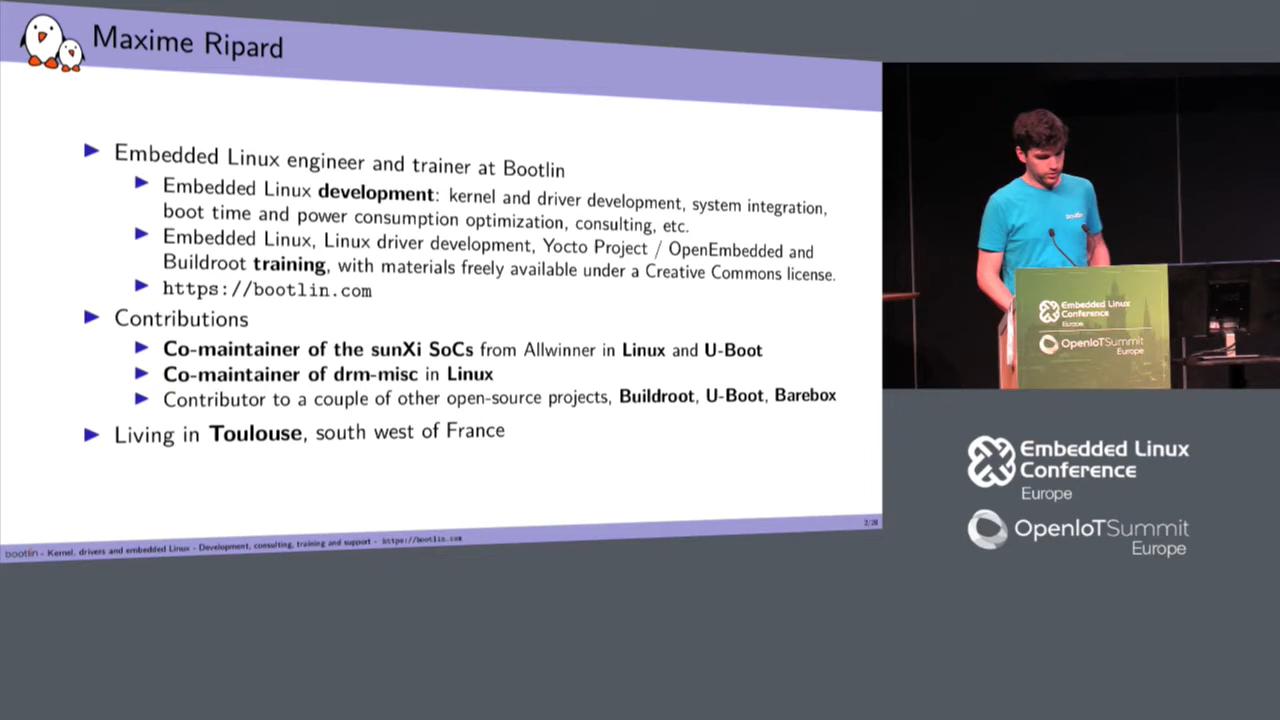 Maxime Ripard
Embedded Linux engineer and trainer at Bootlin
Embedded Linux development: kernel and driver development, system integration,
boot time and power consumption optimization, consulting, etc.
Embedded Linux, Linux driver development, Yocto Project / OpenEmbedded and
Buildroot training, with materials freely available under a Creative Commons license.
https://bootlin.com
Contributions
Co-maintainer of the sunXi SoCs from Allwinner in Linux and U-Boot
Co-maintainer of drm-misc in Linux
Contributor to a couple of other open-source projects, Buildroot, U-Boot, Barebox
Living in Toulouse, south west of France
2/28
bootlin - Kernel, drivers and embedded Linux - Development, consulting, training and support - https://bootlin.com
bootlin
Embedded Linux
Conference
Europe
OpenIoTSummit
Europe
Embedded Linux
Conference
Europe
OpenIoTSummit
Europe